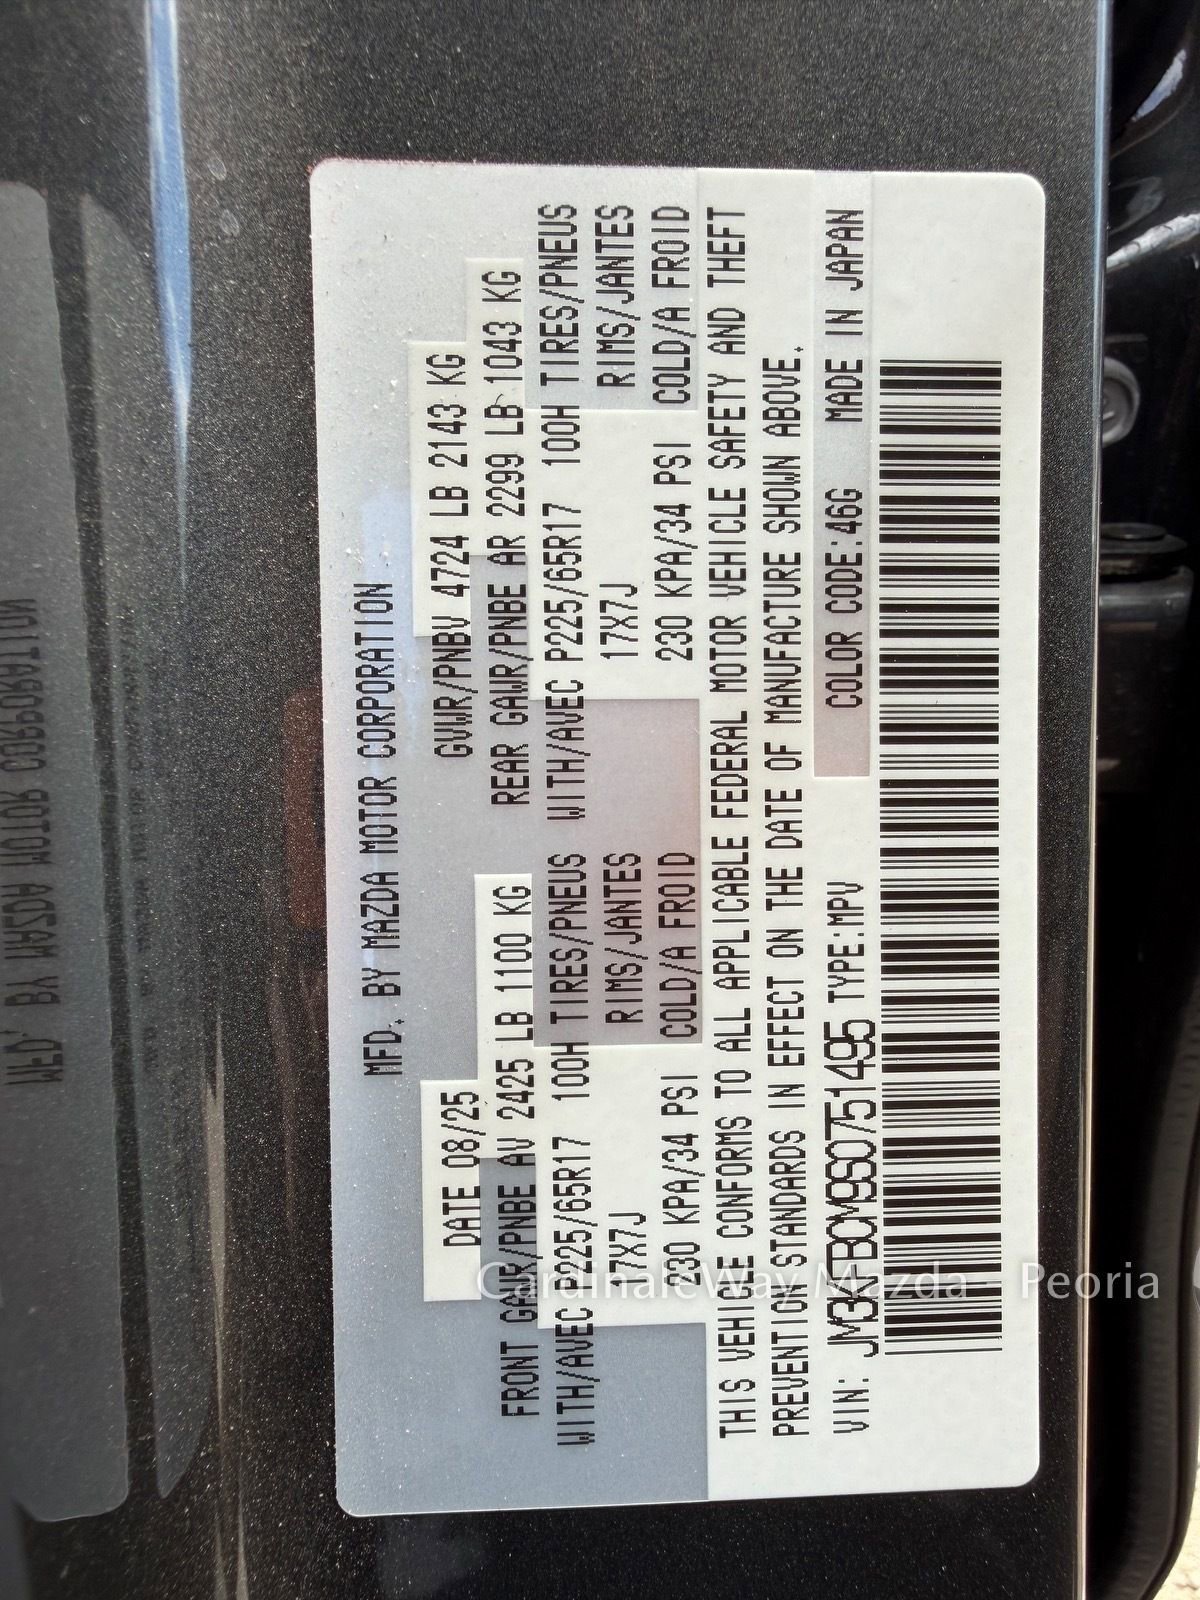 MFD. BY MAZDA MOTOR CORPORATION
DATE 08/25 GVWR/PNBV 4724 LB 2143 KG
FRONT GAWR/PNBE AV 2425 LB 1100 KG REAR GAWR/PNBE AR 2299 LB 1043 KG
WITH/AVEC P225/65R17 100H TIRES/PNEUS WITH/AVEC P225/65R17 100H TIRES/PNEUS
17X7J RIMS/JANTES 17X7J RIMS/JANTES
230 KPA/34 PSI COLD/A FROID 230 KPA/34 PSI COLD/A FROID
THIS VEHICLE CONFORMS TO ALL APPLICABLE FEDERAL MOTOR VEHICLE SAFETY AND THEFT
PREVENTION STANDARDS IN EFFECT ON THE DATE OF MANUFACTURE SHOWN ABOVE.
VIN: JM3KFBCM9S0751495 TYPE:MPV COLOR CODE:46G MADE IN JAPAN
CardinaleWay Mazda - Peoria
MFD. BY MAZDA MOTOR CORPORATION